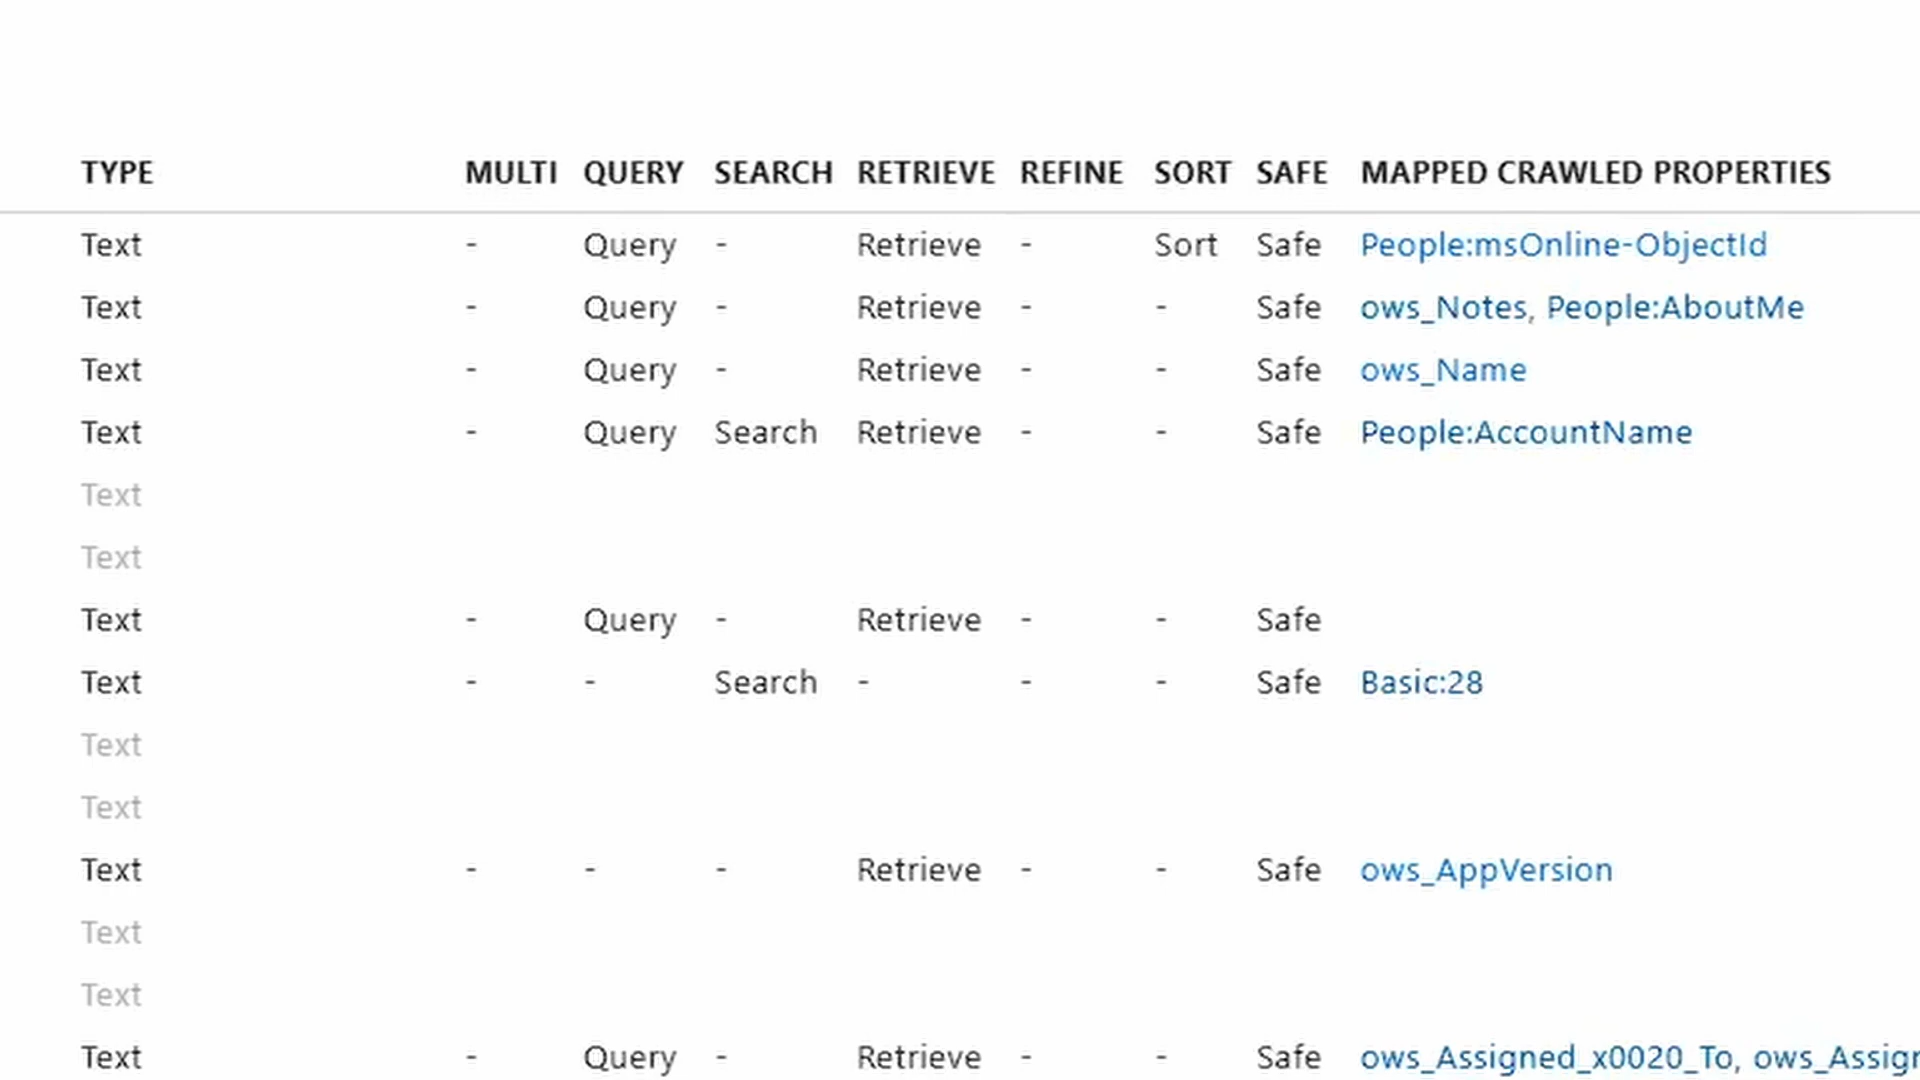 TYPE MULTI QUERY SEARCH RETRIEVE REFINE SORT SAFE MAPPED CRAWLED PROPERTIES
Text - Query - Retrieve - Sort Safe People:msOnline-ObjectId
Text - Query - Retrieve - - Safe ows_Notes, People:AboutMe
Text - Query - Retrieve - - Safe ows_Name
Text - Query Search Retrieve - - Safe People:AccountName
Text
Text
Text - Query - Retrieve - - Safe
Text - - Search - - - Safe Basic:28
Text
Text
Text - - - Retrieve - - Safe ows_AppVersion
Text
Text
Text - Query - Retrieve - - Safe ows_Assigned_x0020_To, ows_Assign